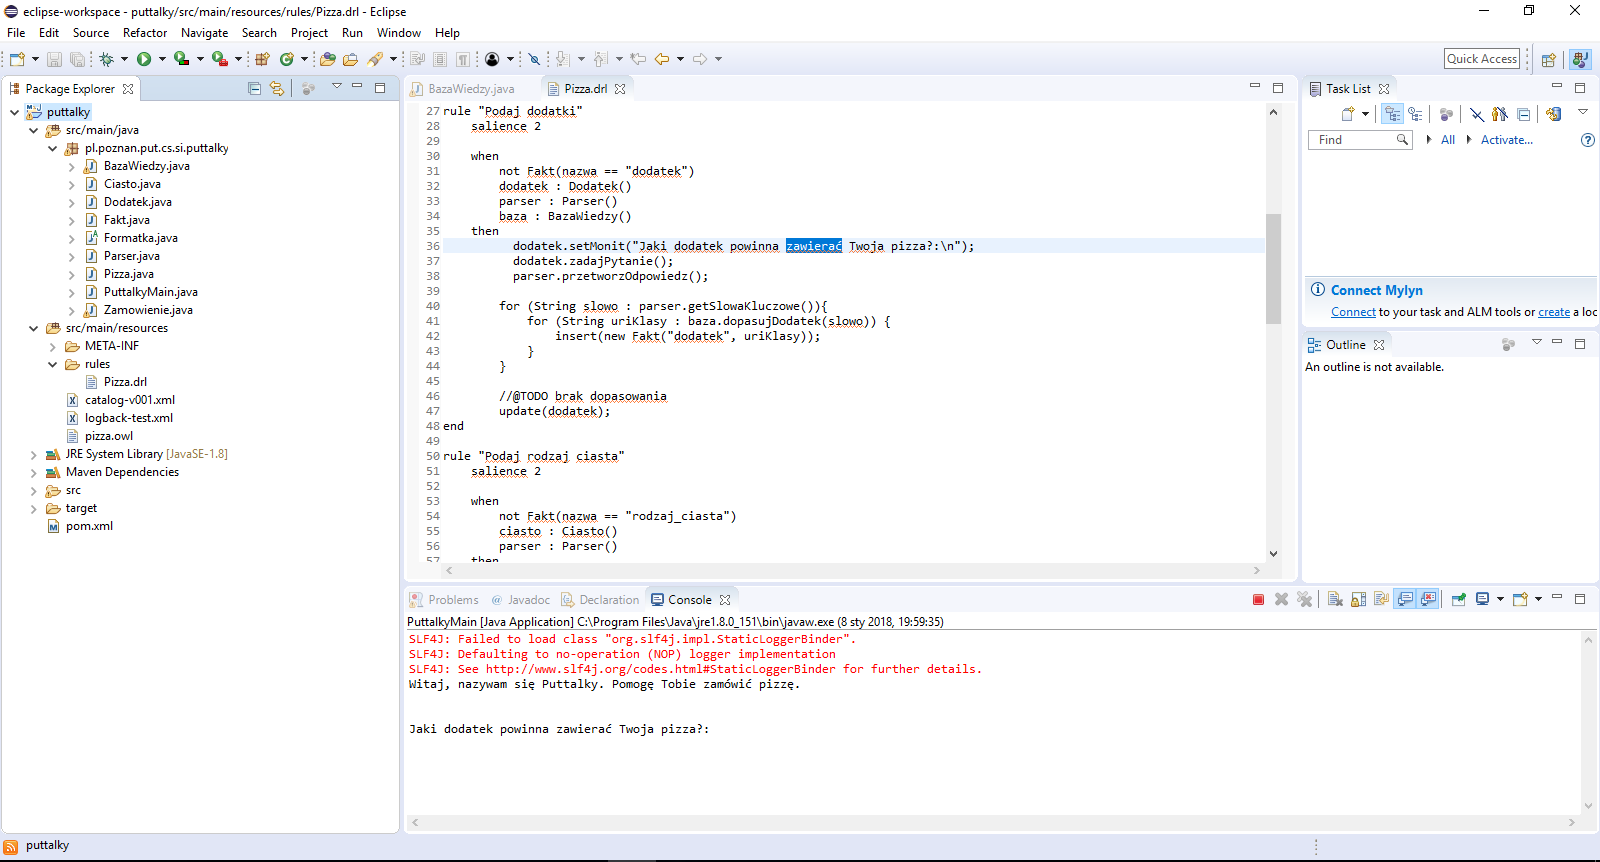 eclipse-workspace - puttalky/src/main/resources/rules/Pizza.drl - Eclipse
File Edit Source Refactor Navigate Search Project Run Window Help
Quick Access
Package Explorer
puttalky
src/main/java
pl.poznan.put.cs.si.puttalky
BazaWiedzy.java
Ciasto.java
Dodatek.java
Fakt.java
Formatka.java
Parser.java
Pizza.java
PuttalkyMain.java
Zamowienie.java
src/main/resources
META-INF
rules
Pizza.drl
catalog-v001.xml
logback-test.xml
pizza.owl
JRE System Library [JavaSE-1.8]
Maven Dependencies
src
target
pom.xml
BazaWiedzy.java Pizza.drl
27 rule "Podaj dodatki"
28 salience 2
29
30 when
31 not Fakt(nazwa == "dodatek")
32 dodatek : Dodatek()
33 parser : Parser()
34 baza : BazaWiedzy()
35 then
36 dodatek.setMonit("Jaki dodatek powinna zawierać Twoja pizza?:\n");
37 dodatek.zadajPytanie();
38 parser.przetworzOdpowiedz();
39
40 for (String slowo : parser.getSlowaKluczowe()){
41 for (String uriKlasy : baza.dopasujDodatek(slowo)) {
42 insert(new Fakt("dodatek", uriKlasy));
43 }
44 }
45
46 //@TODO brak dopasowania
47 update(dodatek);
48 end
49
50 rule "Podaj rodzaj ciasta"
51 salience 2
52
53 when
54 not Fakt(nazwa == "rodzaj_ciasta")
55 ciasto : Ciasto()
56 parser : Parser()
57 then
Task List
Find All Activate...
Connect Mylyn
Connect to your task and ALM tools or create a loc
Outline
An outline is not available.
Problems @ Javadoc Declaration Console
PuttalkyMain [Java Application] C:\Program Files\Java\jre1.8.0_151\bin\javaw.exe (8 sty 2018, 19:59:35)
SLF4J: Failed to load class "org.slf4j.impl.StaticLoggerBinder".
SLF4J: Defaulting to no-operation (NOP) logger implementation
SLF4J: See http://www.slf4j.org/codes.html#StaticLoggerBinder for further details.
Witaj, nazywam się Puttalky. Pomogę Tobie zamówić pizzę.
Jaki dodatek powinna zawierać Twoja pizza?:
puttalky